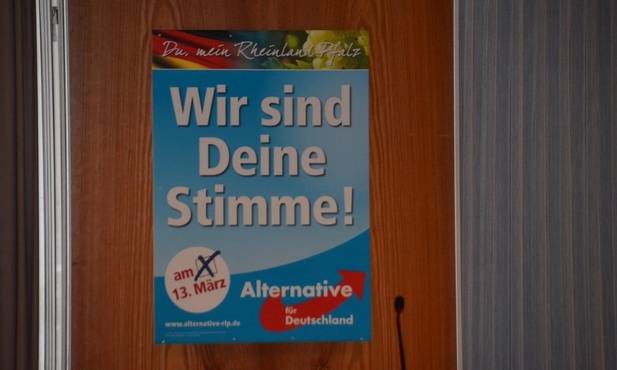 Du, mein Rheinland Pfalz
Wir sind
Deine
Stimme!
am
13. März
Alternative
für
Deutschland
www.alternative-rlp.de